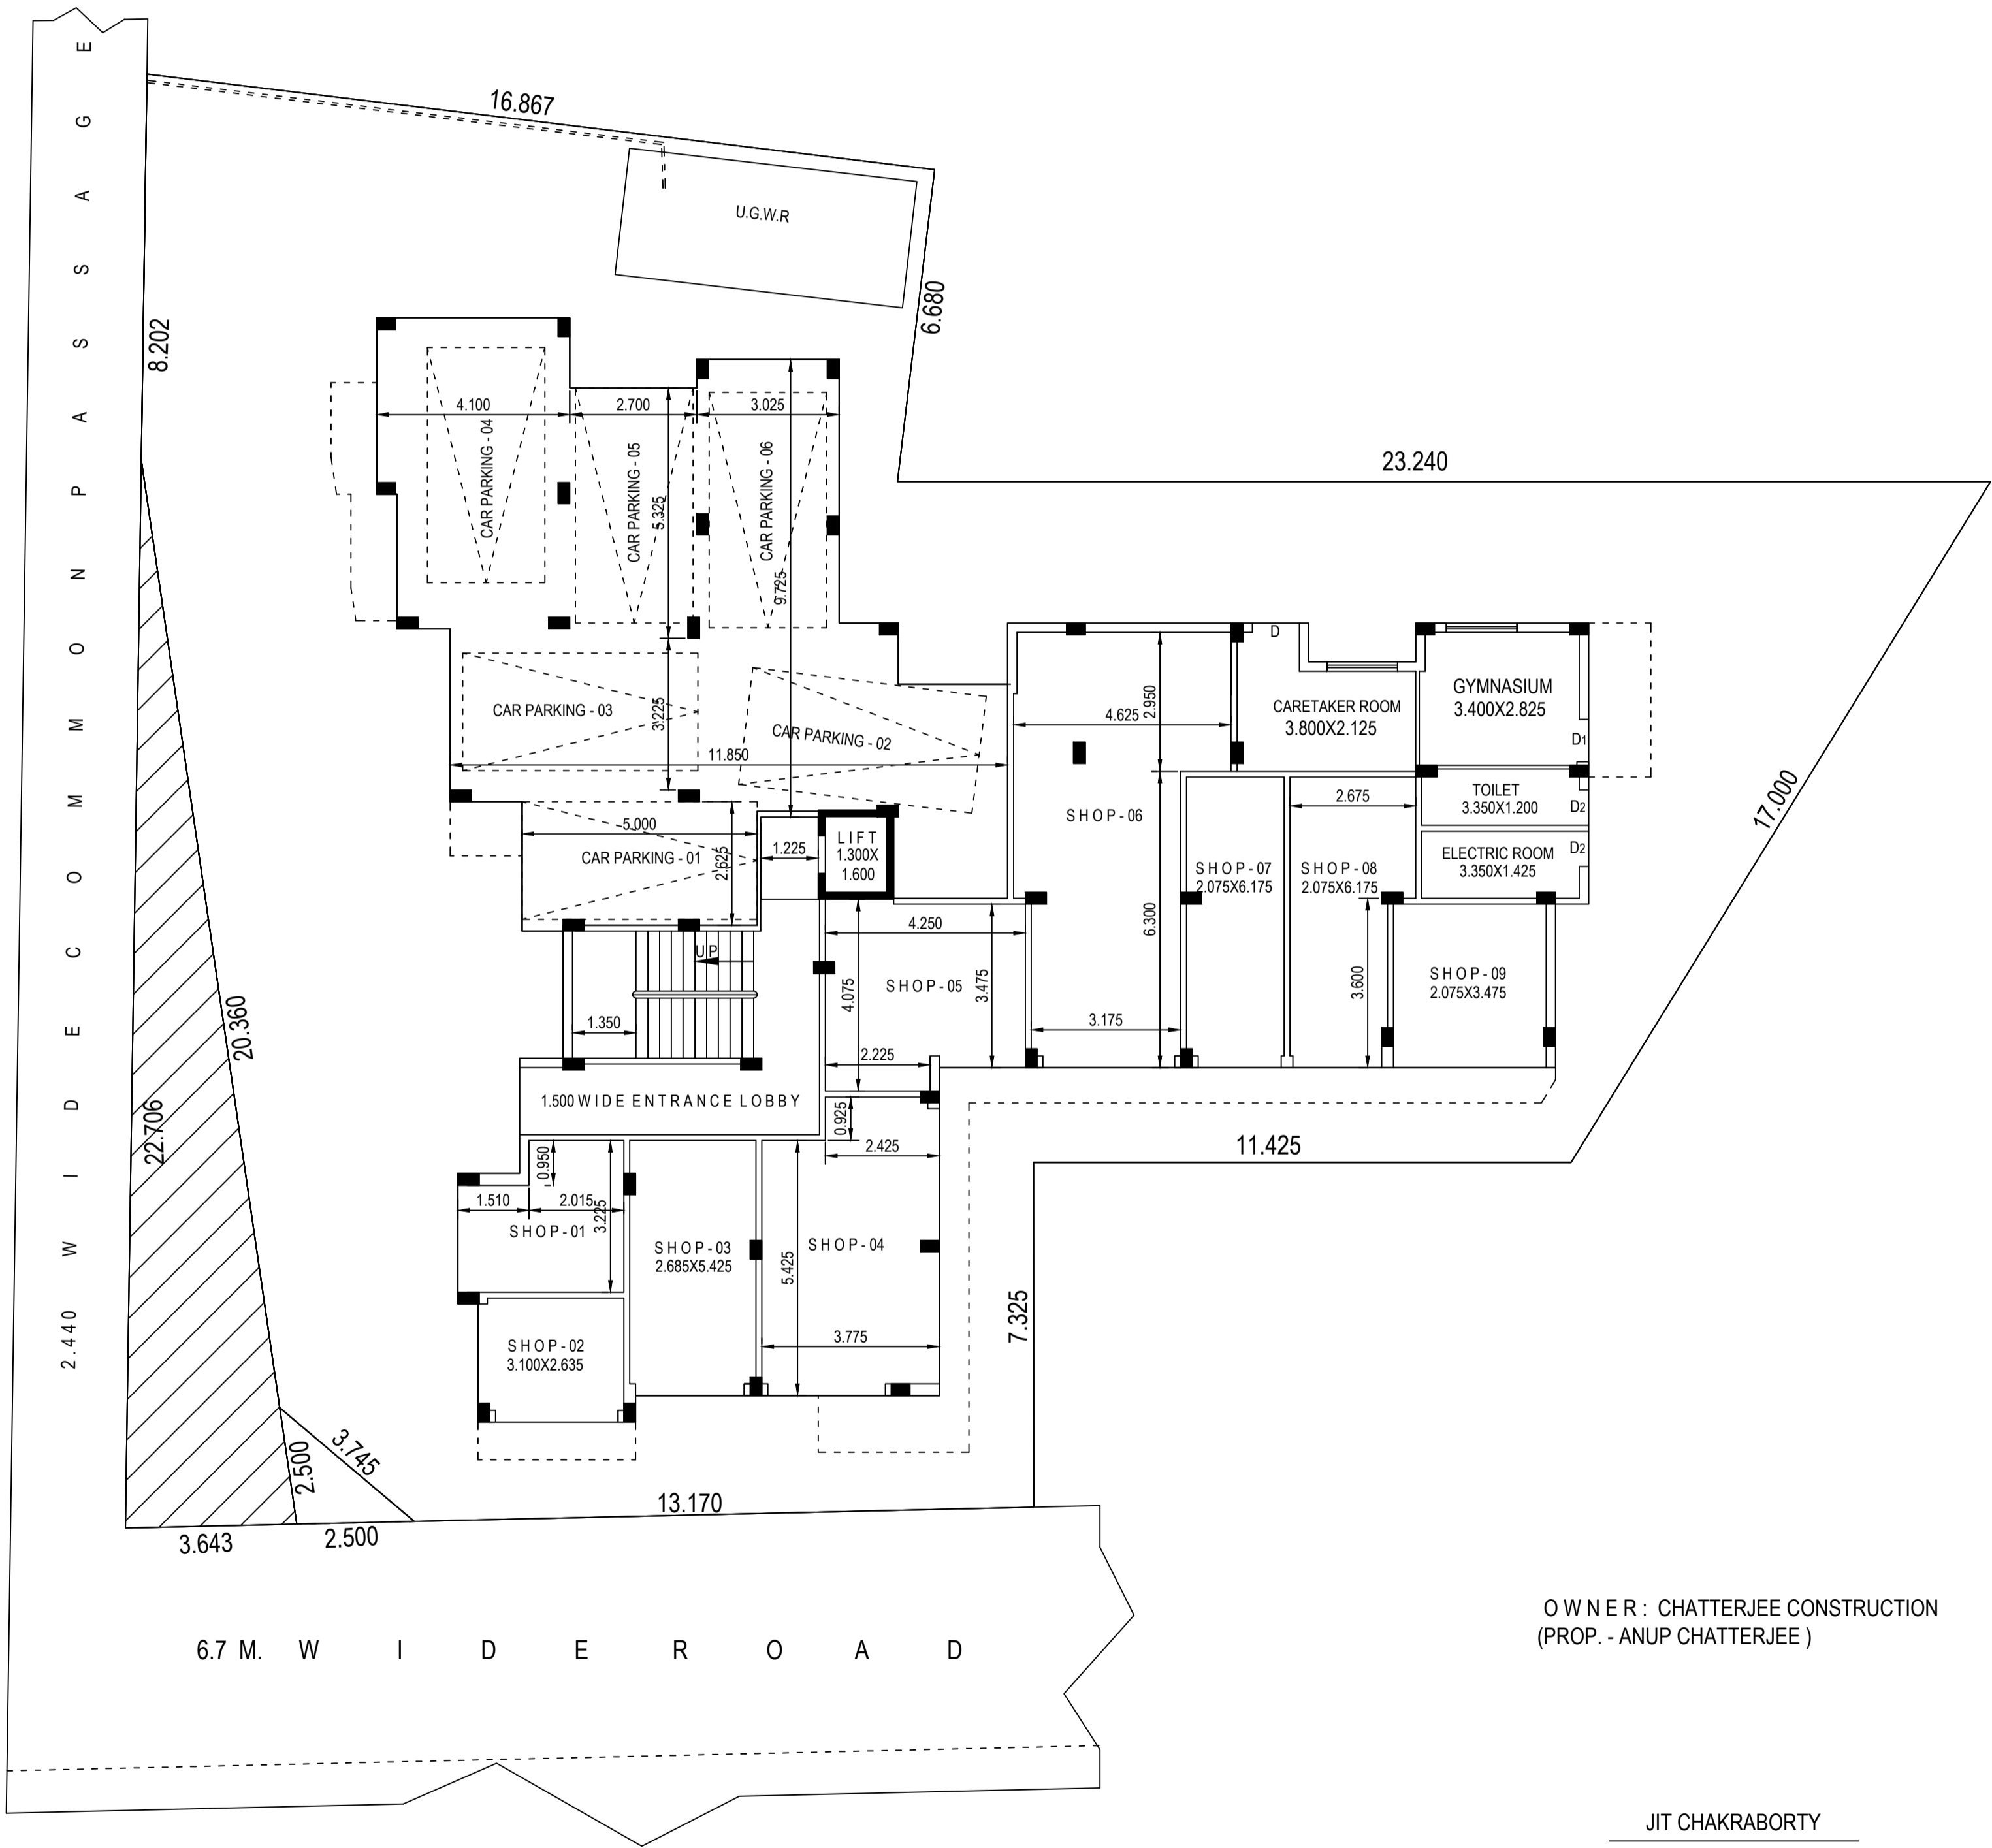 2.440 WIDE COMMON PASSAGE
16.867
U.G.W.R
6.680
8.202
23.240
4.100
2.700
3.025
CAR PARKING - 04
CAR PARKING - 05
5.325
CAR PARKING - 06
9.725
CAR PARKING - 03
3.225
CAR PARKING - 02
11.850
4.625
2.950
D
CARETAKER ROOM
3.800X2.125
GYMNASIUM
3.400X2.825
D1
TOILET
3.350X1.200
D2
17.000
5.000
CAR PARKING - 01
2.625
1.225
LIFT
1.300X
1.600
SHOP-06
2.675
SHOP-07
2.075X6.175
SHOP-08
2.075X6.175
ELECTRIC ROOM
3.350X1.425
D2
UP
4.250
4.075
SHOP-05
3.475
6.300
3.600
SHOP-09
2.075X3.475
1.350
3.175
2.225
20.360
22.706
1.500 WIDE ENTRANCE LOBBY
0.925
2.425
11.425
0.950
1.510
2.015
3.225
SHOP-01
SHOP-03
2.685X5.425
SHOP-04
5.425
3.775
SHOP-02
3.100X2.635
7.325
3.745
2.500
13.170
3.643
2.500
6.7 M. WIDE ROAD
OWNER: CHATTERJEE CONSTRUCTION
(PROP. - ANUP CHATTERJEE )
JIT CHAKRABORTY